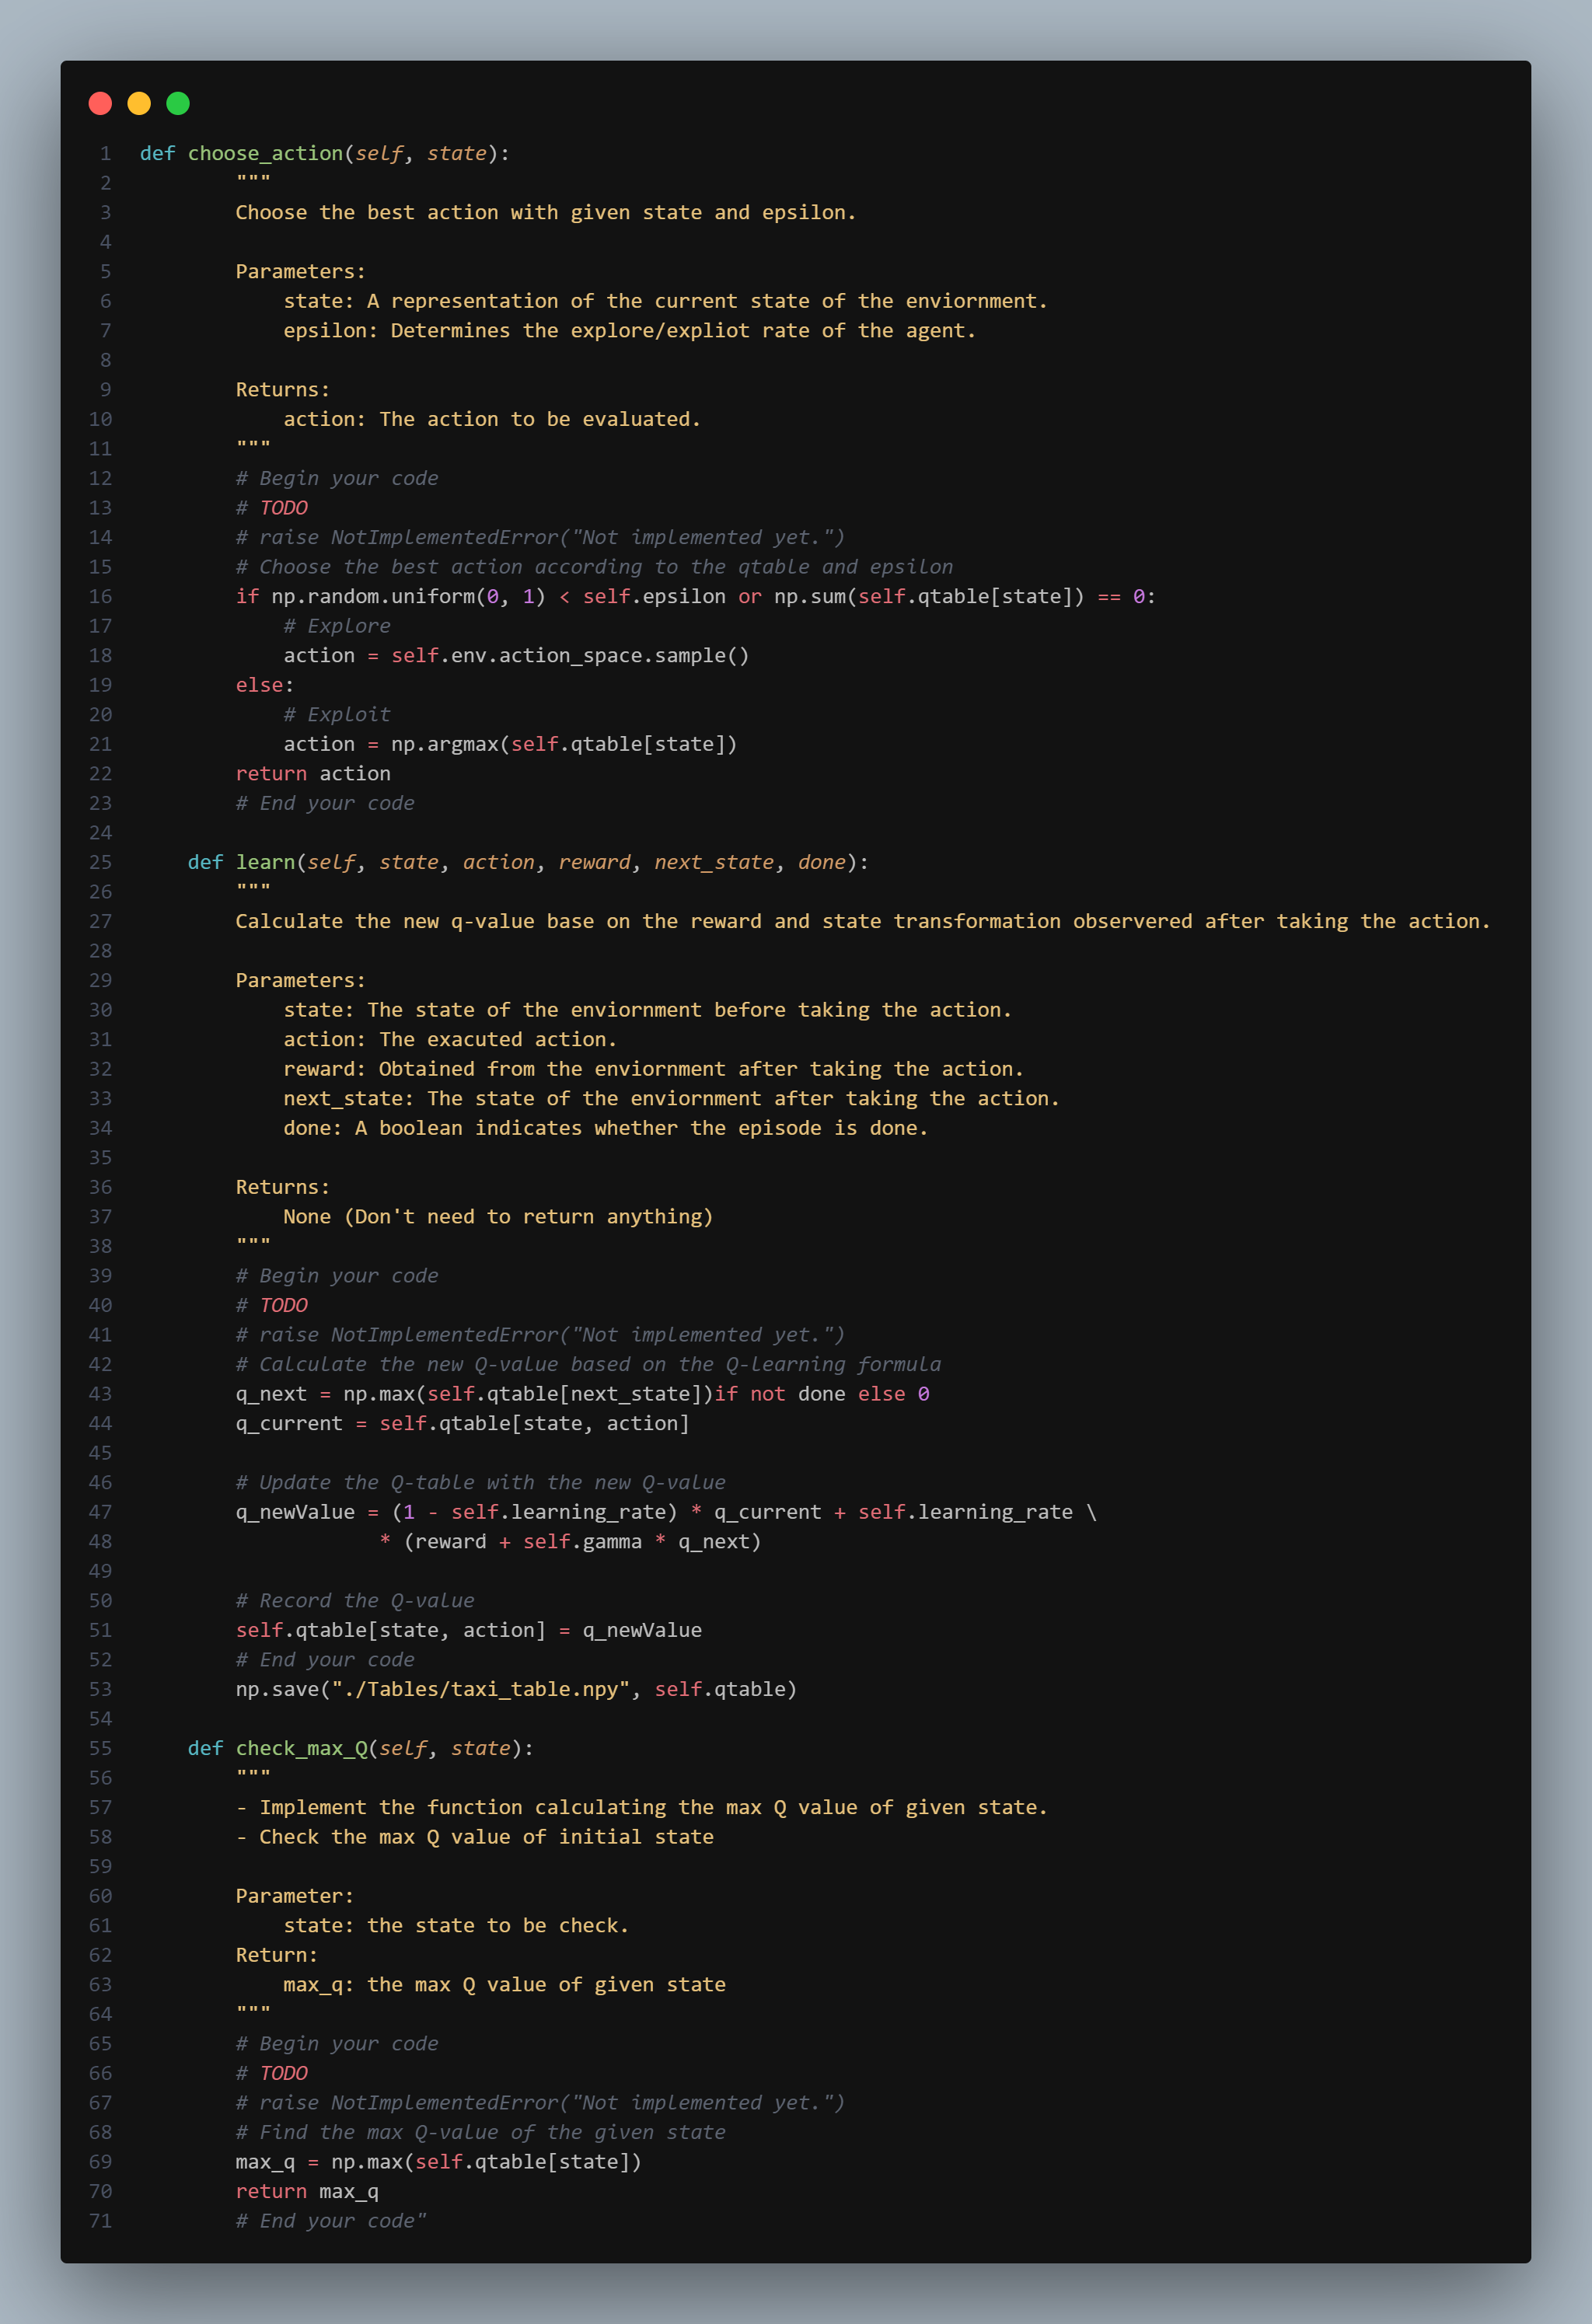 1 def choose_action(self, state):
2 """
3 Choose the best action with given state and epsilon.
4
5 Parameters:
6 state: A representation of the current state of the enviornment.
7 epsilon: Determines the explore/expliot rate of the agent.
8
9 Returns:
10 action: The action to be evaluated.
11 """
12 # Begin your code
13 # TODO
14 # raise NotImplementedError("Not implemented yet.")
15 # Choose the best action according to the qtable and epsilon
16 if np.random.uniform(0, 1) < self.epsilon or np.sum(self.qtable[state]) == 0:
17 # Explore
18 action = self.env.action_space.sample()
19 else:
20 # Exploit
21 action = np.argmax(self.qtable[state])
22 return action
23 # End your code
24
25 def learn(self, state, action, reward, next_state, done):
26 """
27 Calculate the new q-value base on the reward and state transformation observered after taking the action.
28
29 Parameters:
30 state: The state of the enviornment before taking the action.
31 action: The exacuted action.
32 reward: Obtained from the enviornment after taking the action.
33 next_state: The state of the enviornment after taking the action.
34 done: A boolean indicates whether the episode is done.
35
36 Returns:
37 None (Don't need to return anything)
38 """
39 # Begin your code
40 # TODO
41 # raise NotImplementedError("Not implemented yet.")
42 # Calculate the new Q-value based on the Q-learning formula
43 q_next = np.max(self.qtable[next_state])if not done else 0
44 q_current = self.qtable[state, action]
45
46 # Update the Q-table with the new Q-value
47 q_newValue = (1 - self.learning_rate) * q_current + self.learning_rate \
48 * (reward + self.gamma * q_next)
49
50 # Record the Q-value
51 self.qtable[state, action] = q_newValue
52 # End your code
53 np.save("./Tables/taxi_table.npy", self.qtable)
54
55 def check_max_Q(self, state):
56 """
57 - Implement the function calculating the max Q value of given state.
58 - Check the max Q value of initial state
59
60 Parameter:
61 state: the state to be check.
62 Return:
63 max_q: the max Q value of given state
64 """
65 # Begin your code
66 # TODO
67 # raise NotImplementedError("Not implemented yet.")
68 # Find the max Q-value of the given state
69 max_q = np.max(self.qtable[state])
70 return max_q
71 # End your code"